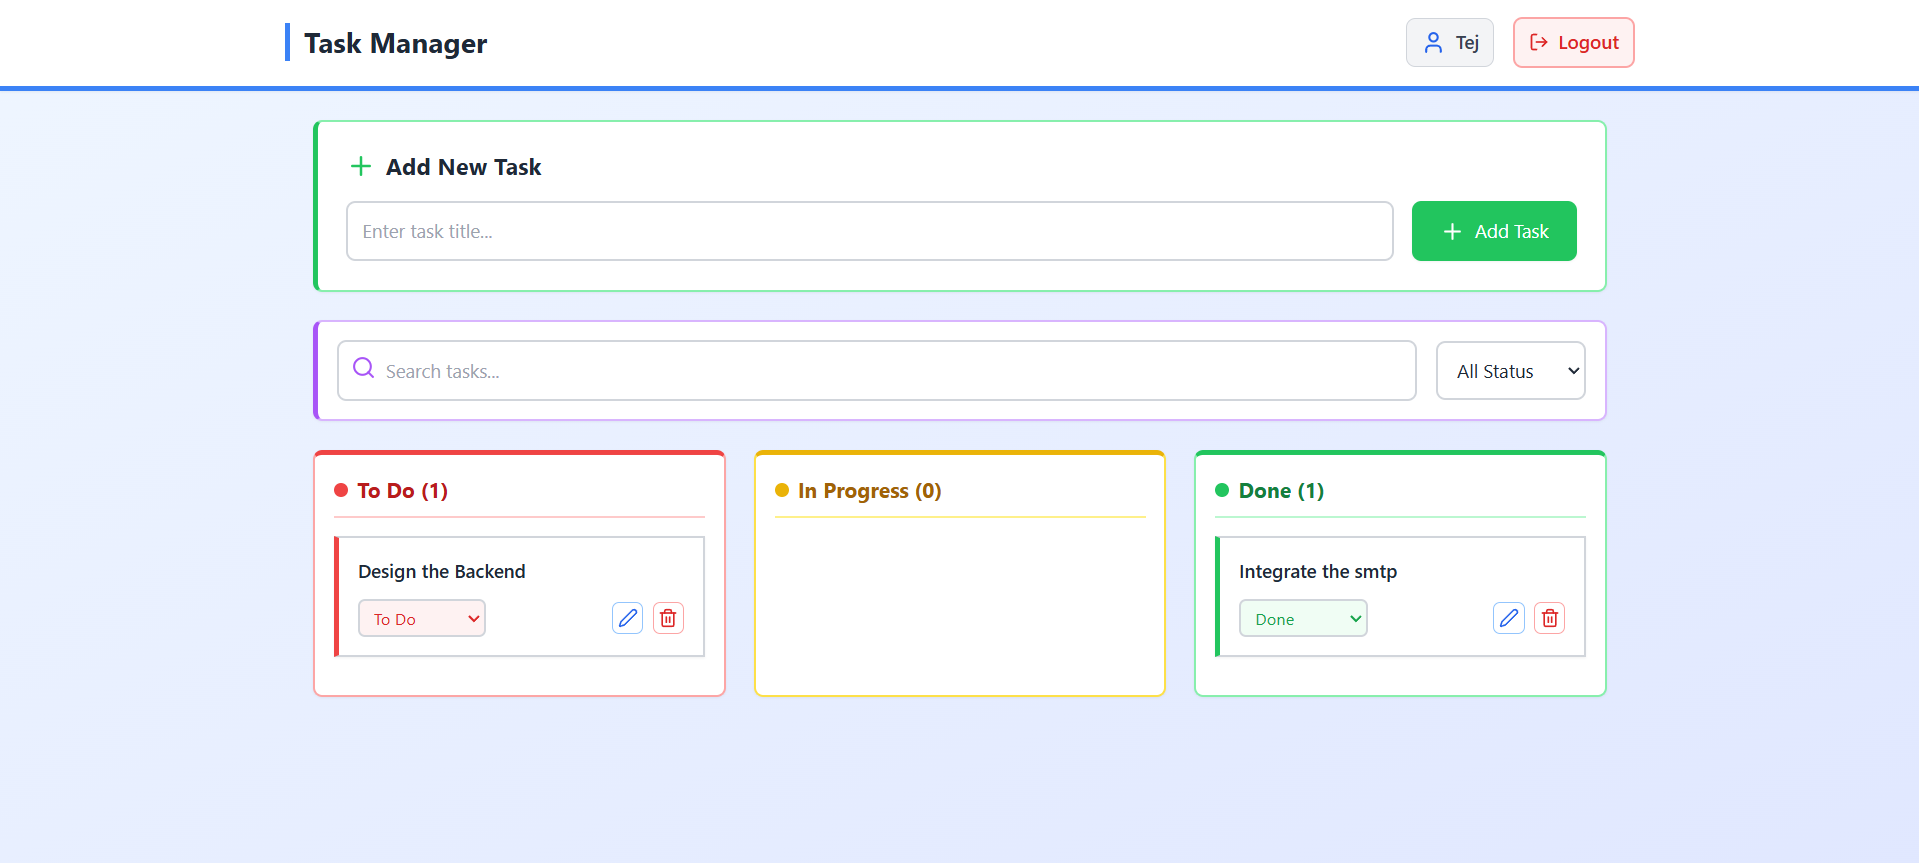 Task Manager
Tej
Logout
Add New Task
Enter task title...
Add Task
Search tasks...
All Status
To Do (1)
Design the Backend
To Do
In Progress (0)
Done (1)
Integrate the smtp
Done